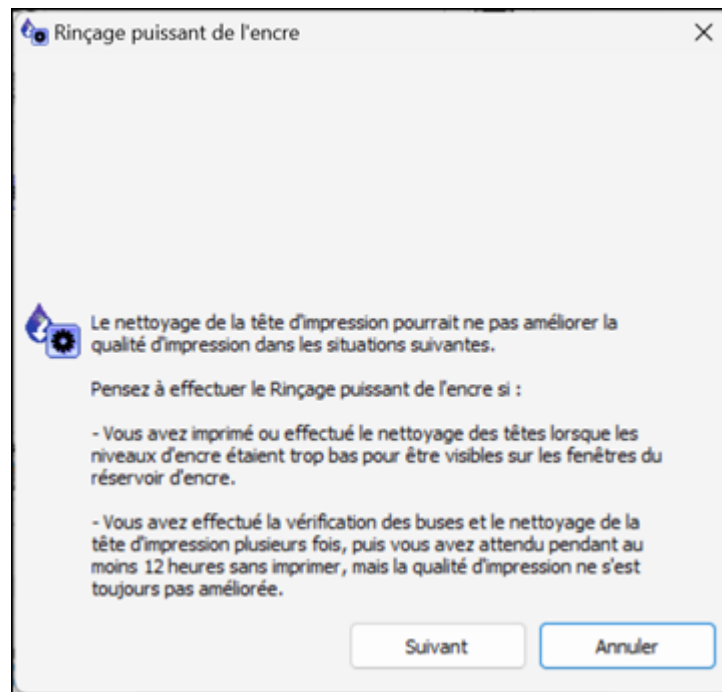 Rinçage puissant de l'encre
Le nettoyage de la tête d'impression pourrait ne pas améliorer la
qualité d'impression dans les situations suivantes.
Pensez à effectuer le Rinçage puissant de l'encre si :
- Vous avez imprimé ou effectué le nettoyage des têtes lorsque les
niveaux d'encre étaient trop bas pour être visibles sur les fenêtres du
réservoir d'encre.
- Vous avez effectué la vérification des buses et le nettoyage de la
tête d'impression plusieurs fois, puis vous avez attendu pendant au
moins 12 heures sans imprimer, mais la qualité d'impression ne s'est
toujours pas améliorée.
Suivant
Annuler